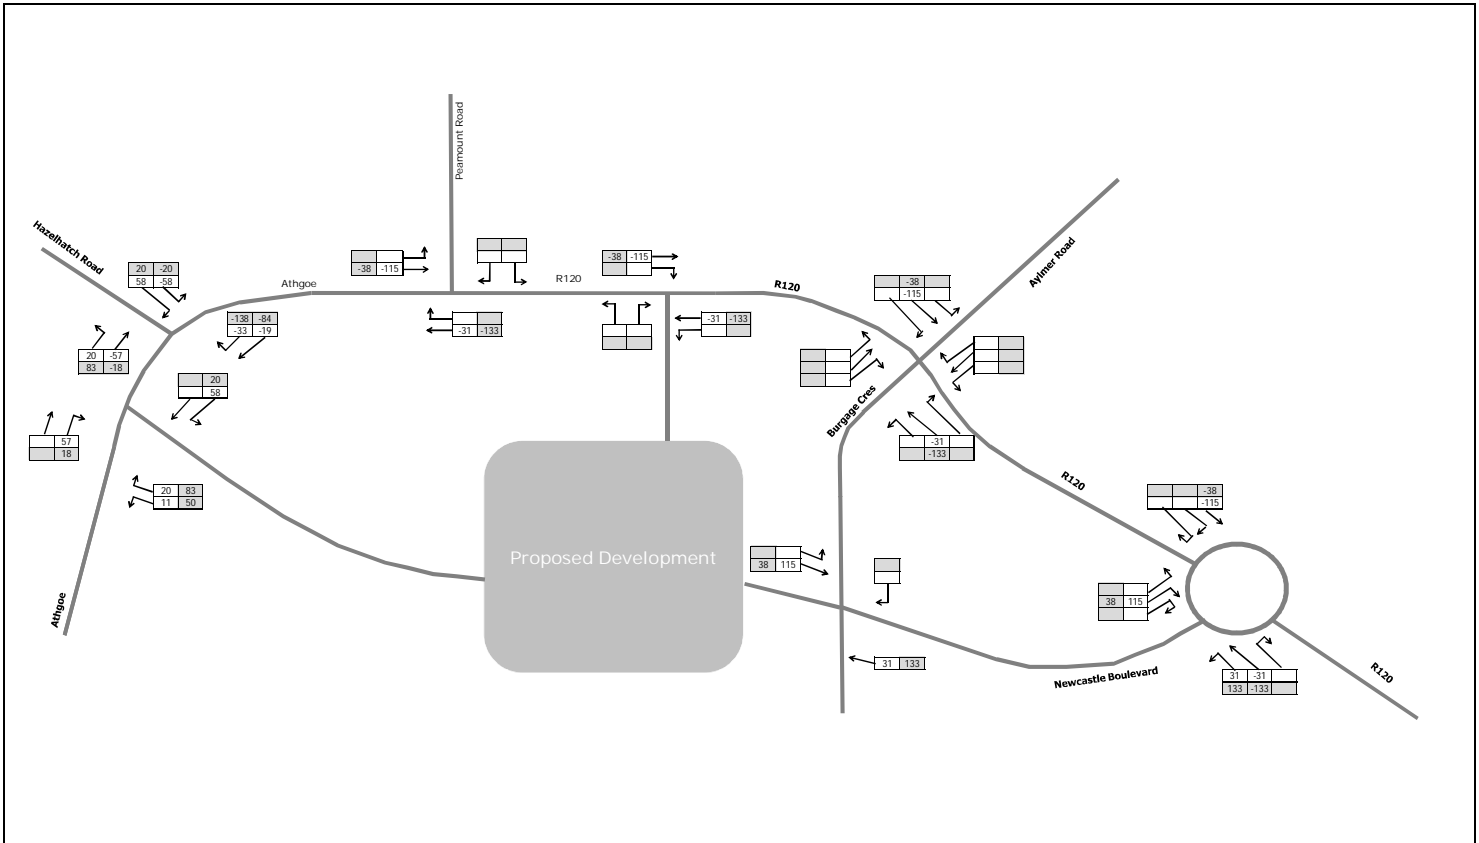 Peamount Road
Hazelhatch Road
Aylmer Road
-38 -115
-38 -115
20 -20
58 -58
Athgoe
R120
R120
-38
-115
-138 -84
-33 -19
-31 -133
-31 -133
20 -57
83 -18
20
58
Burgage Cres
57
18
-31
-133
20 83
11 50
R120
-38
-115
Proposed Development
38 115
38 115
Athgoe
31 133
Newcastle Boulevard
31 -31
133 -133
R120